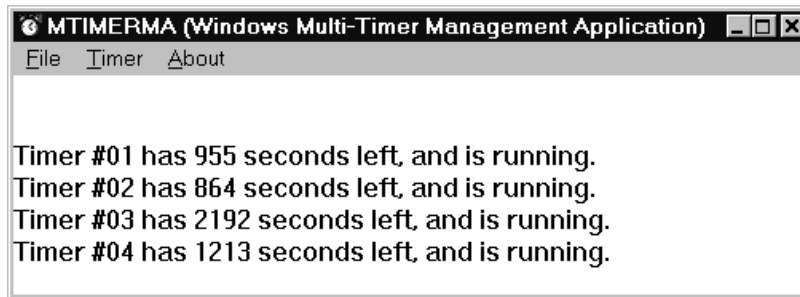 MTIMERMA (Windows Multi-Timer Management Application)
File Timer About
Timer #01 has 955 seconds left, and is running.
Timer #02 has 864 seconds left, and is running.
Timer #03 has 2192 seconds left, and is running.
Timer #04 has 1213 seconds left, and is running.